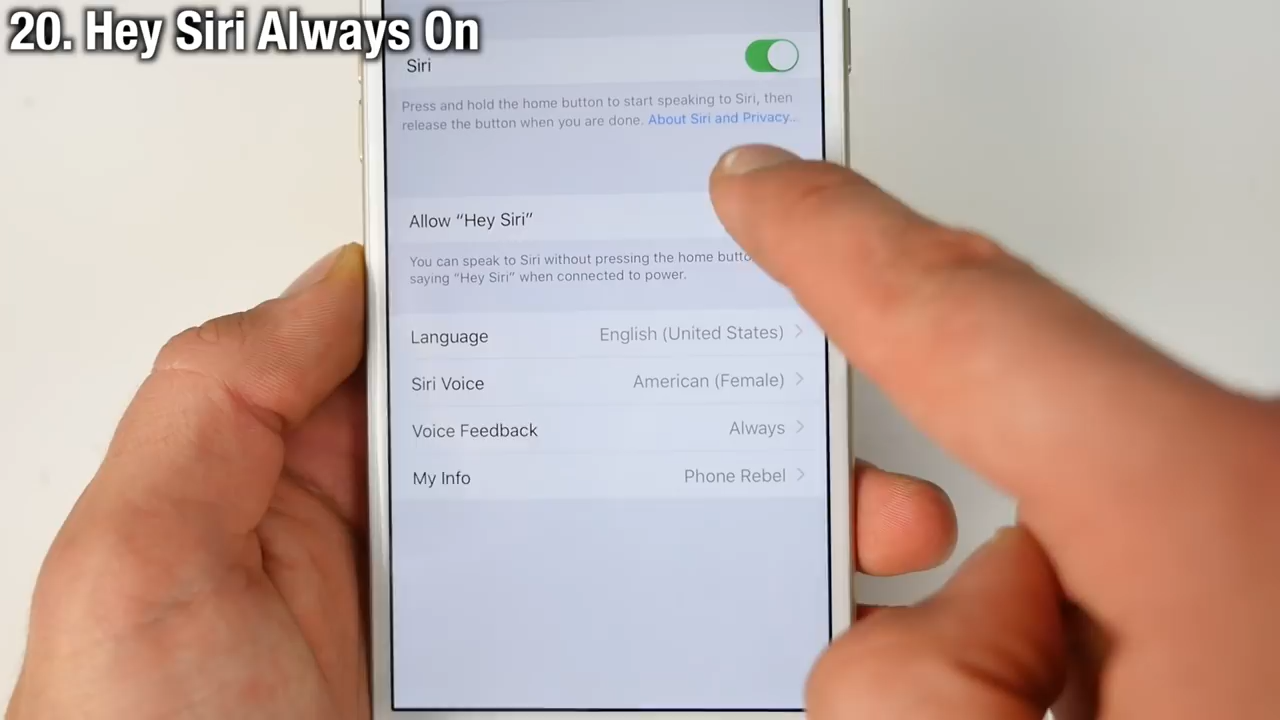 20. Hey Siri Always On
Siri
Press and hold the home button to start speaking to Siri, then
release the button when you are done. About Siri and Privacy...
Allow “Hey Siri”
You can speak to Siri without pressing the home
saying “Hey Siri” when connected to power.
Language English (United States)
Siri Voice American (Female)
Voice Feedback Always
My Info Phone Rebel